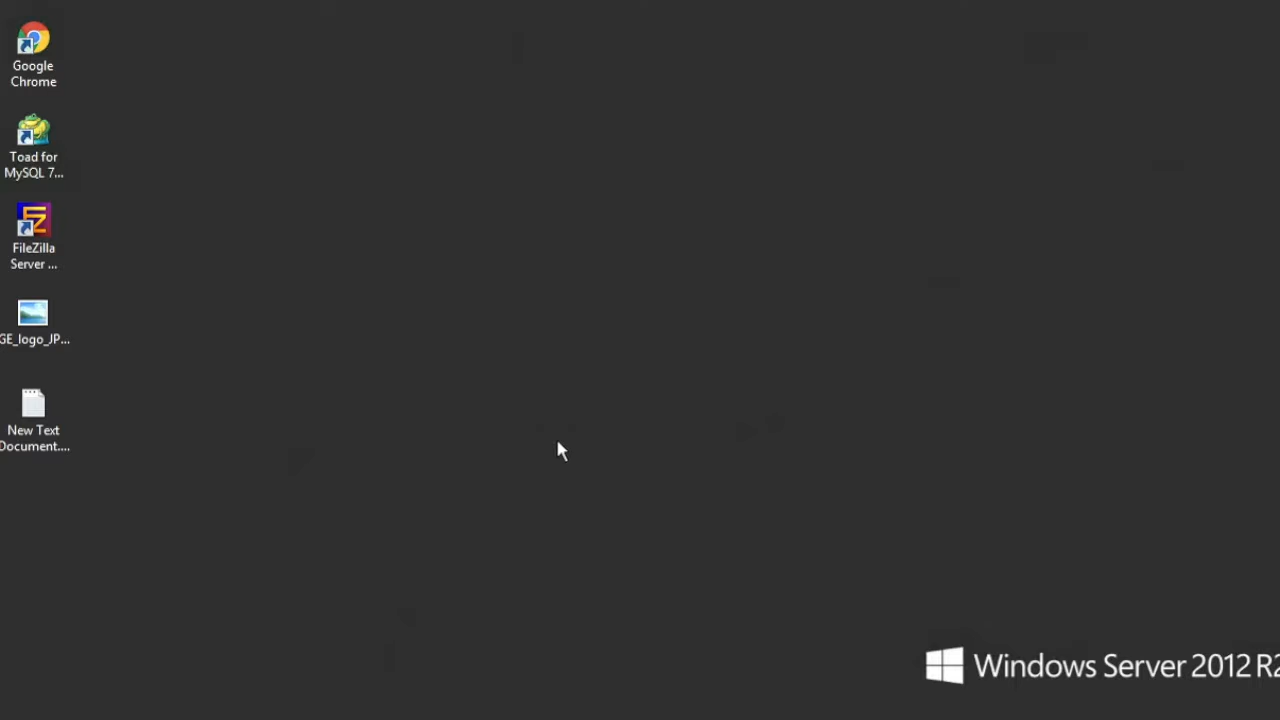 Google
Chrome
Toad for
MySQL 7...
FileZilla
Server ...
GE_logo_JP...
New Text
Document....
Windows Server 2012 R2